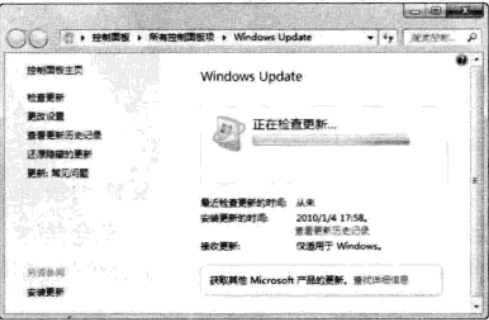 控制面板 ▸ 所有控制面板项 ▸ Windows Update
搜索控制...
控制面板主页
Windows Update
检查更新
更改设置
查看更新历史记录
还原隐藏的更新
更新: 常见问题
正在检查更新...
最近检查更新的时间: 从未
安装更新的时间: 2010/1/4 17:58。
查看更新历史记录
接收更新: 仅适用于 Windows。
另请参阅
安装更新
获取其他 Microsoft 产品的更新。查找详细信息